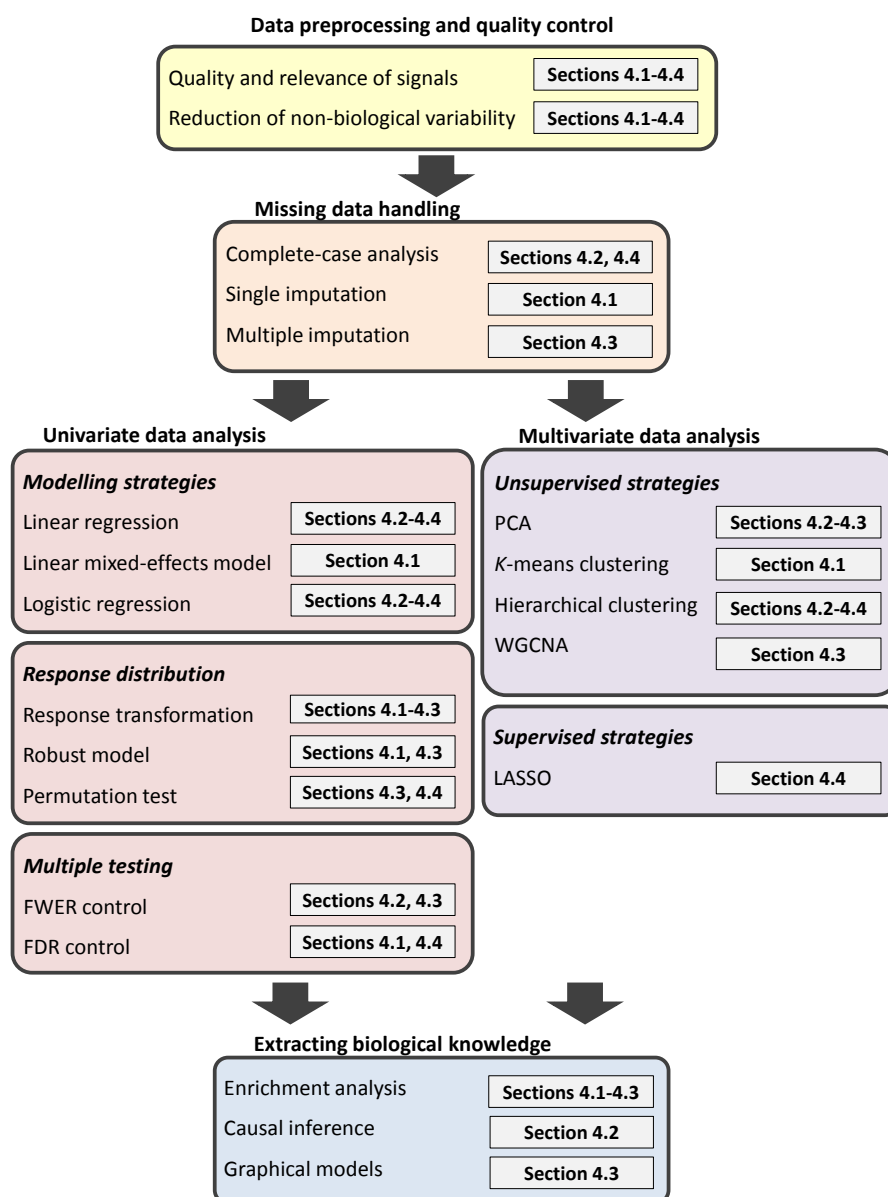 Data preprocessing and quality control
Quality and relevance of signals Sections 4.1-4.4
Reduction of non-biological variability Sections 4.1-4.4
Missing data handling
Complete-case analysis Sections 4.2, 4.4
Single imputation Section 4.1
Multiple imputation Section 4.3
Univariate data analysis
Modelling strategies
Linear regression Sections 4.2-4.4
Linear mixed-effects model Section 4.1
Logistic regression Sections 4.2-4.4
Response distribution
Response transformation Sections 4.1-4.3
Robust model Sections 4.1, 4.3
Permutation test Sections 4.3, 4.4
Multiple testing
FWER control Sections 4.2, 4.3
FDR control Sections 4.1, 4.4
Multivariate data analysis
Unsupervised strategies
PCA Sections 4.2-4.3
K-means clustering Section 4.1
Hierarchical clustering Sections 4.2-4.4
WGCNA Section 4.3
Supervised strategies
LASSO Section 4.4
Extracting biological knowledge
Enrichment analysis Sections 4.1-4.3
Causal inference Section 4.2
Graphical models Section 4.3